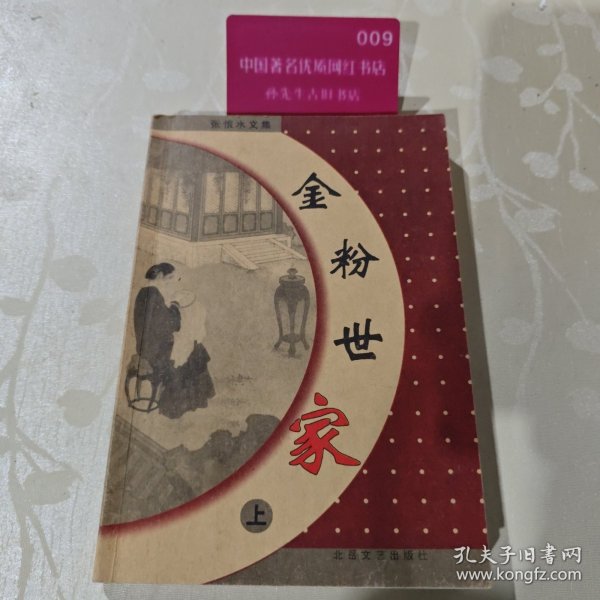 009
中国著名优质网红书店
孙先生古旧书店
张恨水文集
金粉世家
上
北岳文艺出版社
孔夫子旧书网
www.kongfz.com